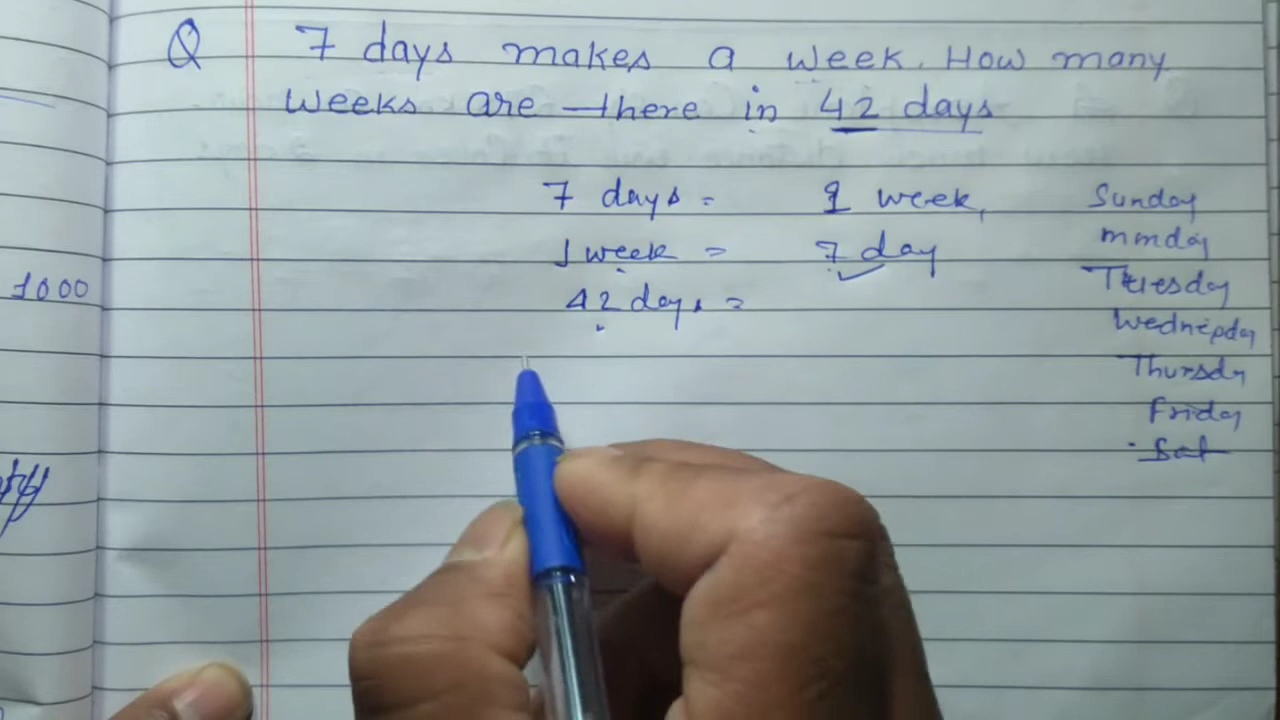 Q 7 days makes a week. How many
weeks are there in 42 days
7 days = 1 week,
1 week = 7 day
42 days =
Sunday
monday
Tuesday
Wednesday
Thursday
Friday
Sat
1000